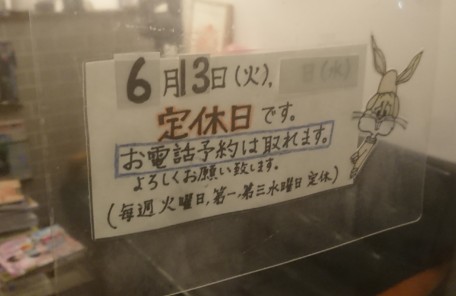 6月13日(火),
定休日です。
お電話予約は取れます。
よろしくお願い致します。
(毎週火曜日,第一,第三水曜日定休)